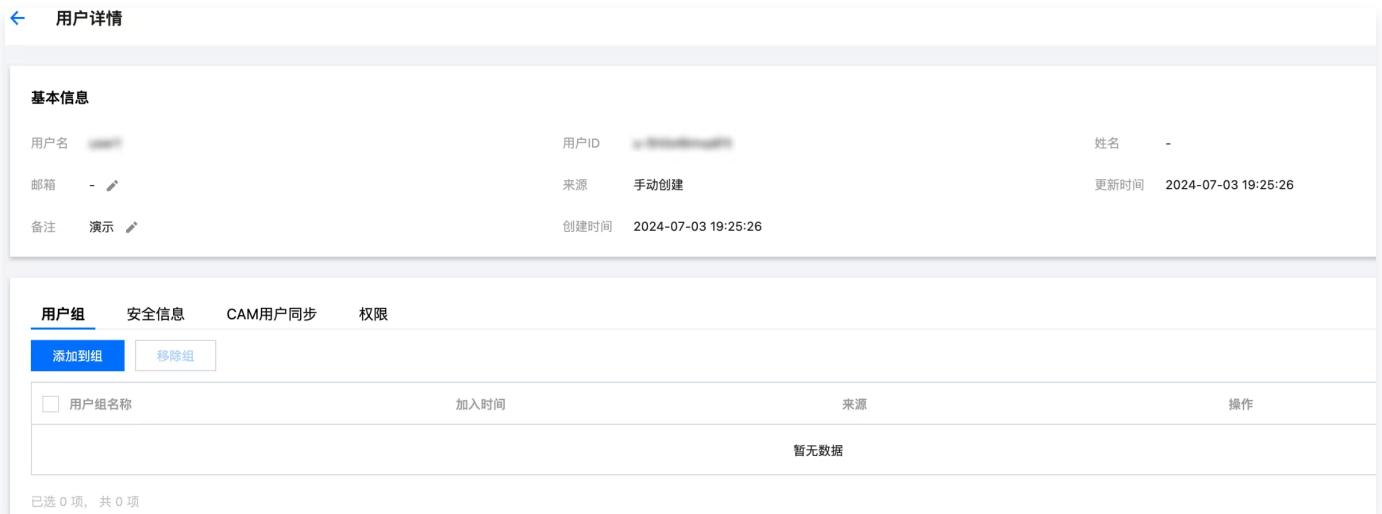 用户详情
基本信息
用户名 用户ID 姓名 -
邮箱 - 来源 手动创建 更新时间 2024-07-03 19:25:26
备注 演示 创建时间 2024-07-03 19:25:26
用户组 安全信息 CAM用户同步 权限
添加到组 移除组
用户组名称 加入时间 来源 操作
暂无数据
已选 0 项， 共 0 项